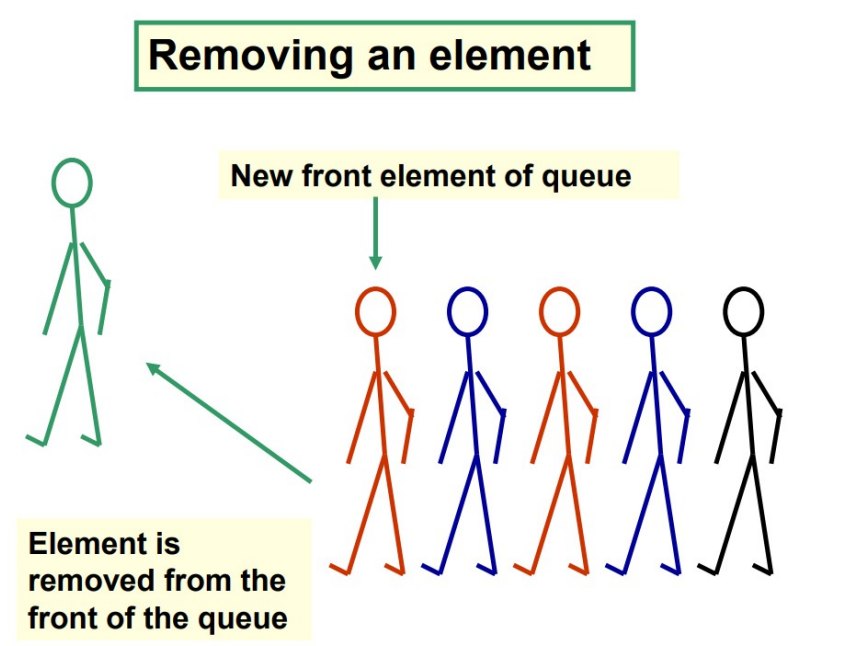 Removing an element
New front element of queue
Element is
removed from the
front of the queue